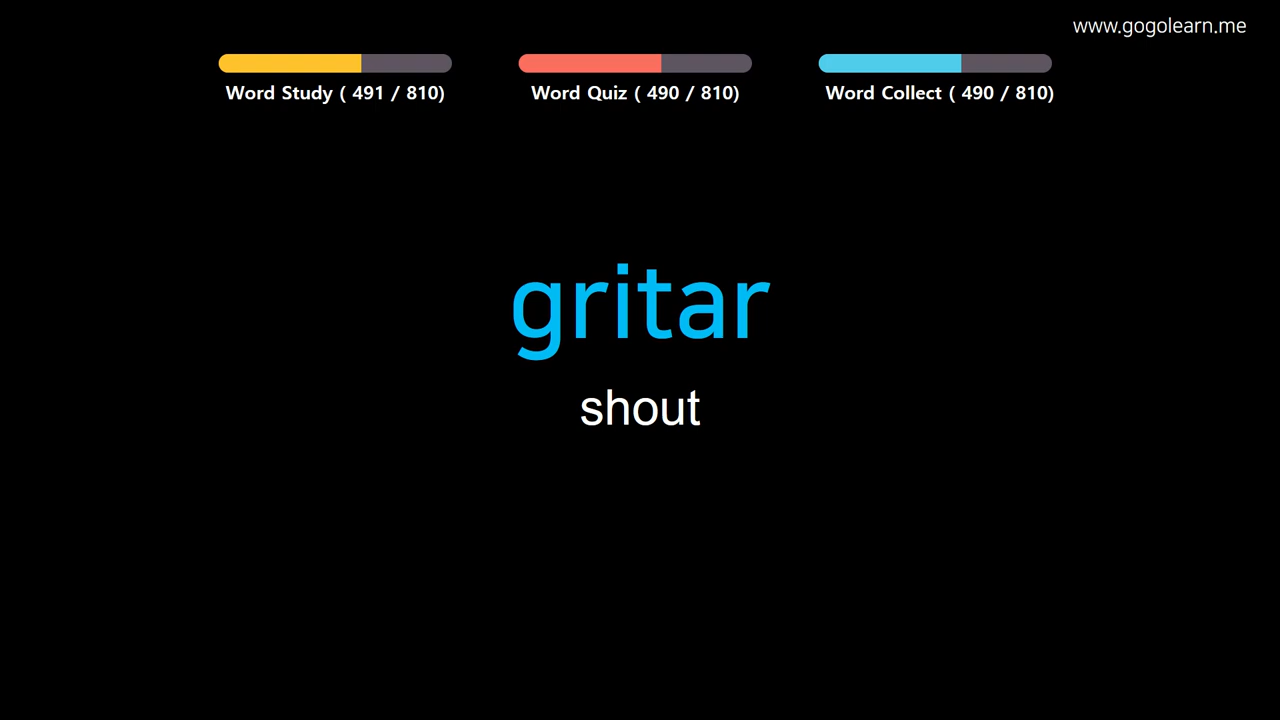 www.gogolearn.me
Word Study ( 491 / 810)
Word Quiz ( 490 / 810)
Word Collect ( 490 / 810)
gritar
shout